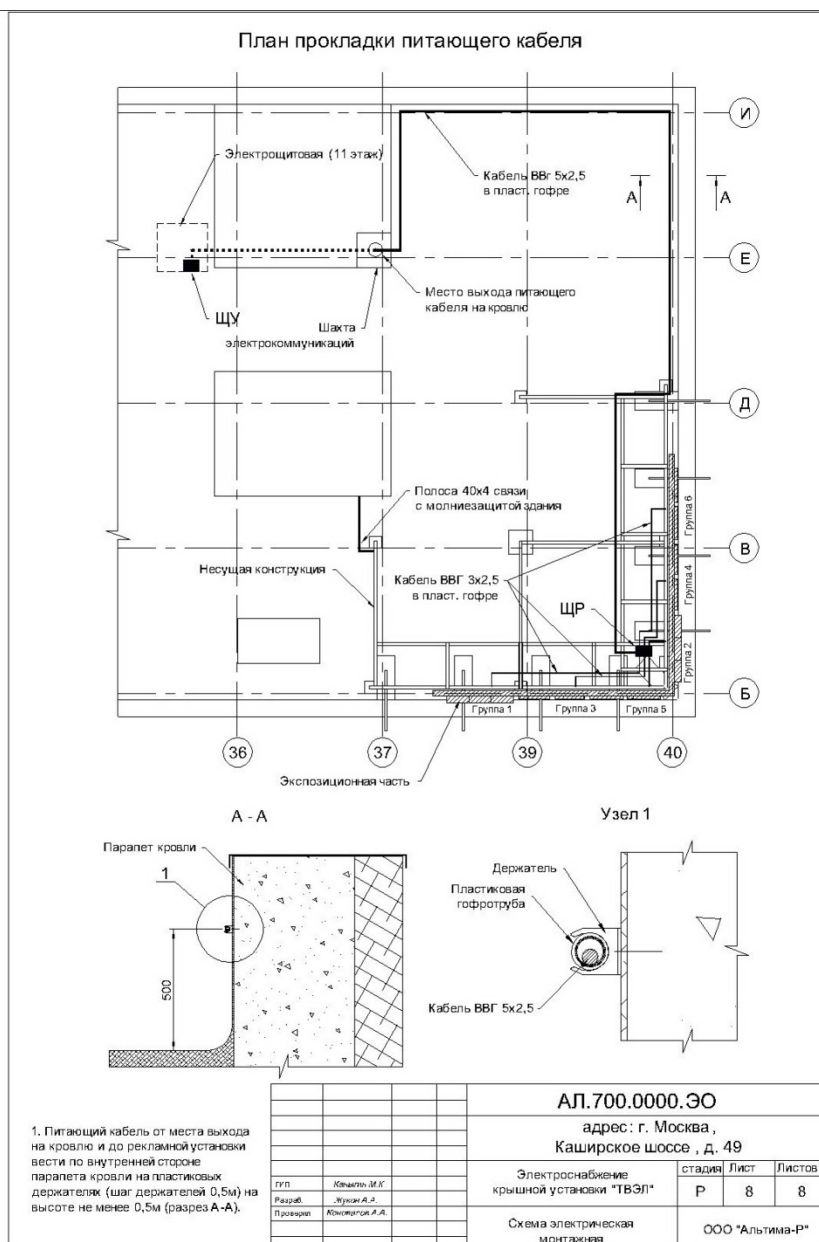 План прокладки питающего кабеля
И
Электрощитовая (11 этаж)
Кабель ВВг 5х2,5
в пласт. гофре
А
А
Е
Место выхода питающего
кабеля на кровлю
ЩУ
Шахта
электрокоммуникаций
Д
Полоса 40х4 связи
с молниезащитой здания
Группа 6
В
Несущая конструкция
Кабель ВВГ 3х2,5
в пласт. гофре
Группа 4
ЩР
Группа 2
Б
Группа 1
Группа 3
Группа 5
36
37
39
40
Экспозиционная часть
А - А
Узел 1
Парапет кровли
1
500
Держатель
Пластиковая
гофротруба
Кабель ВВГ 5х2,5
1. Питающий кабель от места выхода
на кровлю и до рекламной установки
вести по внутренней стороне
парапета кровли на пластиковых
держателях (шаг держателей 0,5м) на
высоте не менее 0,5м (разрез А-А).
АЛ.700.0000.ЭО
адрес: г. Москва ,
Каширское шоссе , д. 49
Электроснабжение
крышной установки "ТВЭЛ"
стадия Лист Листов
Р 8 8
ГИП
Разраб. Жукон А.А.
Проверил
Схема электрическая
монтажная
ООО "Альтима-Р"